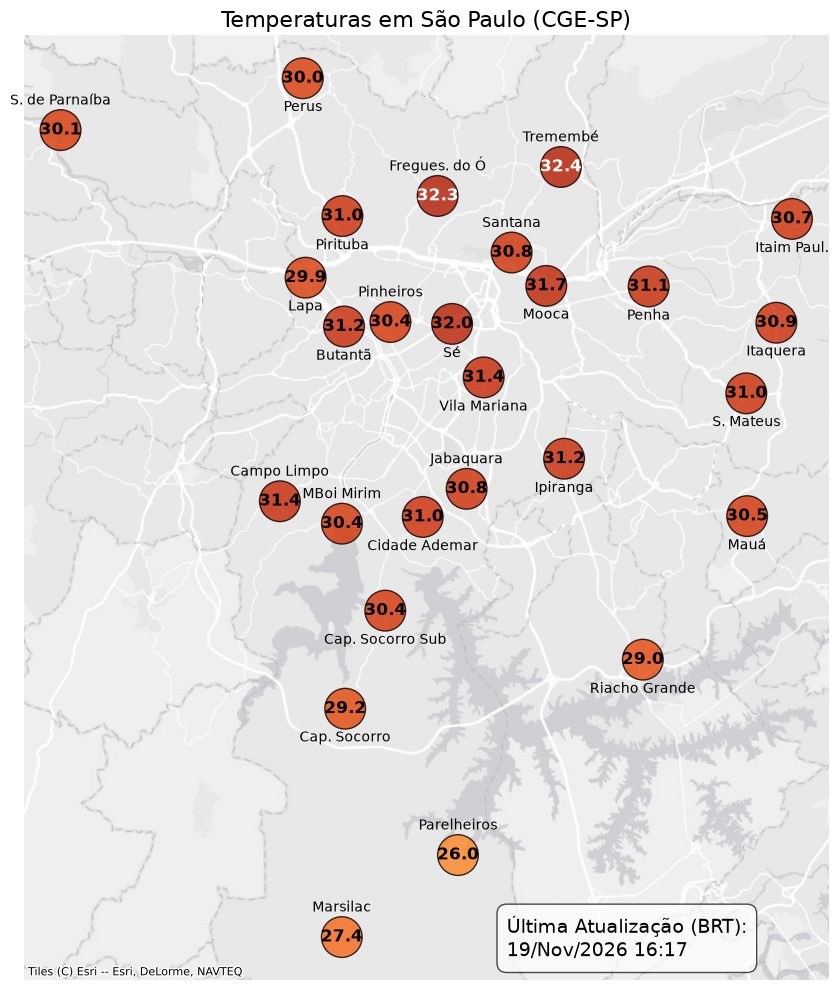 Temperaturas em São Paulo (CGE-SP)
30.0
Perus
S. de Parnaíba
30.1
Tremembé
32.4
Fregues. do Ó
32.3
31.0
Pirituba
30.7
Itaim Paul.
Santana
30.8
29.9
Lapa
31.7
Mooca
31.1
Penha
Pinheiros
30.4
31.2
Butantã
32.0
Sé
30.9
Itaquera
31.4
Vila Mariana
31.0
S. Mateus
Jabaquara
30.8
31.2
Ipiranga
Campo Limpo
31.4
MBoi Mirim
30.4
31.0
Cidade Ademar
30.5
Mauá
30.4
Cap. Socorro Sub
29.0
Riacho Grande
29.2
Cap. Socorro
Parelheiros
26.0
Marsilac
27.4
Última Atualização (BRT):
19/Nov/2026 16:17
Tiles (C) Esri -- Esri, DeLorme, NAVTEQ